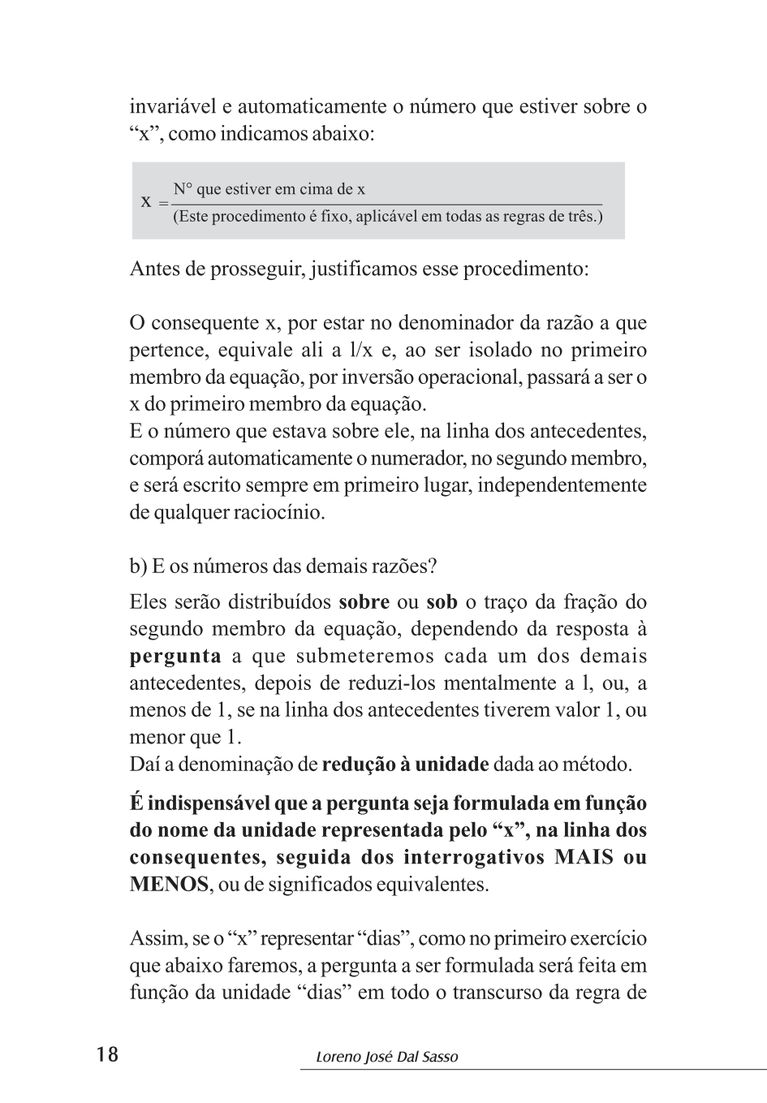 invariável e automaticamente o número que estiver sobre o
“x”, como indicamos abaixo:
N° que estiver em cima de x
x =
(Este procedimento é fixo, aplicável em todas as regras de três.)
Antes de prosseguir, justificamos esse procedimento:
O consequente x, por estar no denominador da razão a que
pertence, equivale ali a l/x e, ao ser isolado no primeiro
membro da equação, por inversão operacional, passará a ser o
x do primeiro membro da equação.
E o número que estava sobre ele, na linha dos antecedentes,
comporá automaticamente o numerador, no segundo membro,
e será escrito sempre em primeiro lugar, independentemente
de qualquer raciocínio.
b) E os números das demais razões?
Eles serão distribuídos sobre ou sob o traço da fração do
segundo membro da equação, dependendo da resposta à
pergunta a que submeteremos cada um dos demais
antecedentes, depois de reduzi-los mentalmente a l, ou, a
menos de 1, se na linha dos antecedentes tiverem valor 1, ou
menor que 1.
Daí a denominação de redução à unidade dada ao método.
É indispensável que a pergunta seja formulada em função
do nome da unidade representada pelo “x”, na linha dos
consequentes, seguida dos interrogativos MAIS ou
MENOS, ou de significados equivalentes.
Assim, se o “x” representar “dias”, como no primeiro exercício
que abaixo faremos, a pergunta a ser formulada será feita em
função da unidade “dias” em todo o transcurso da regra de
18
Loreno José Dal Sasso